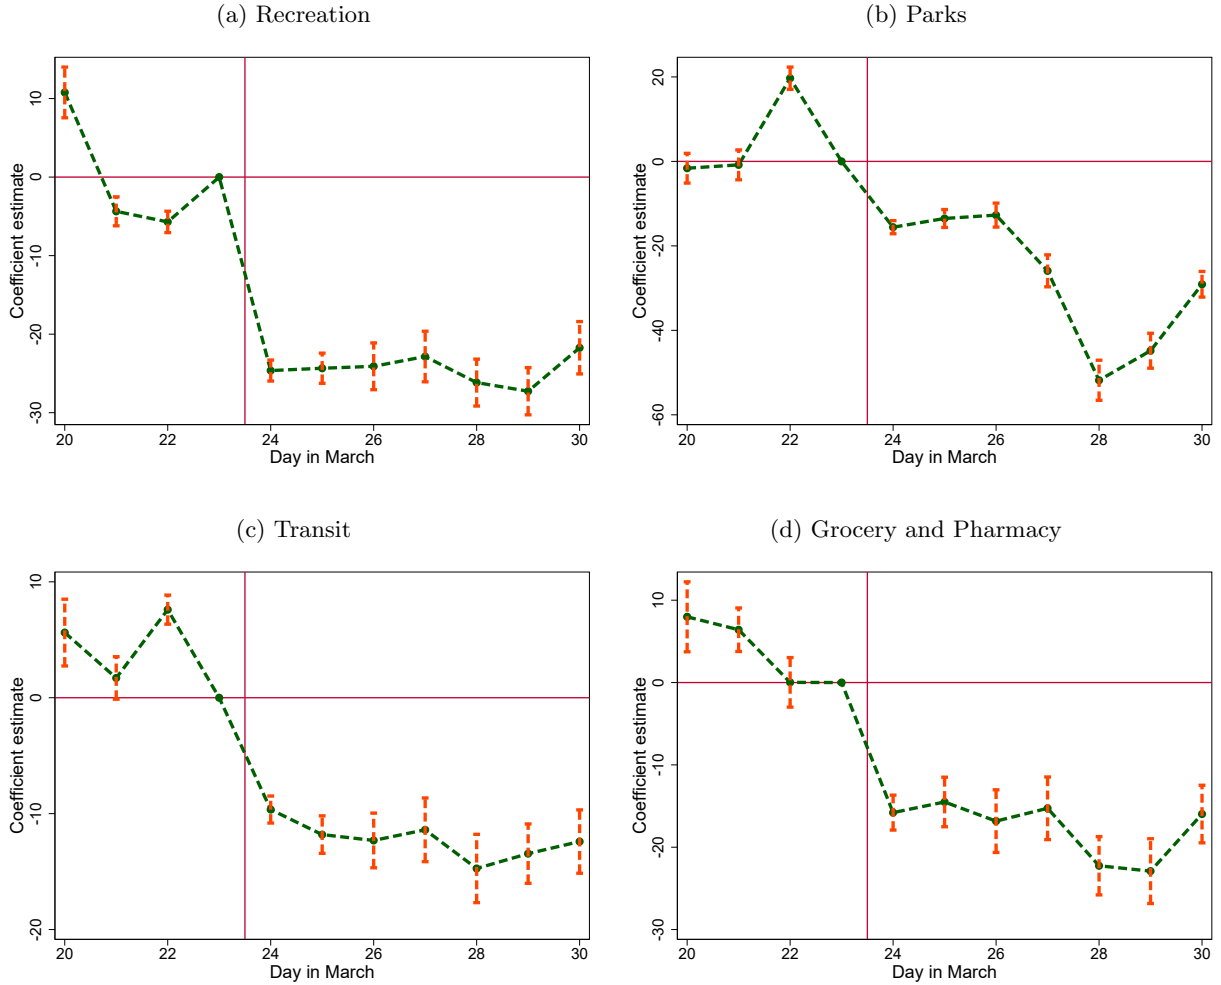 (a) Recreation
Coefficient estimate
10
0
-10
-20
-30
20 22 24 26 28 30
Day in March
(b) Parks
Coefficient estimate
20
0
-20
-40
-60
20 22 24 26 28 30
Day in March
(c) Transit
Coefficient estimate
10
0
-10
-20
20 22 24 26 28 30
Day in March
(d) Grocery and Pharmacy
Coefficient estimate
10
0
-10
-20
-30
20 22 24 26 28 30
Day in March